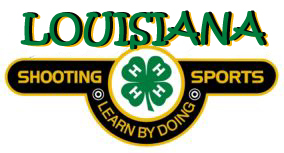 LOUISIANA
SHOOTING SPORTS
H H
H H
LEARN BY DOING